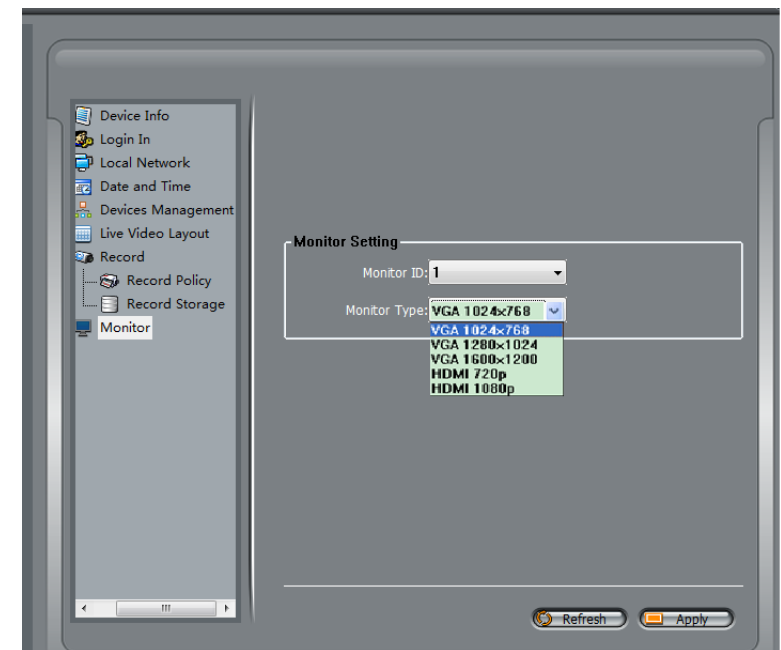 Device Info
Login In
Local Network
Date and Time
Devices Management
Live Video Layout
Record
Record Policy
Record Storage
Monitor
Monitor Setting
Monitor ID: 1
Monitor Type: VGA 1024x768
VGA 1024x768
VGA 1280x1024
VGA 1600x1200
HDMI 720p
HDMI 1080p
Refresh
Apply